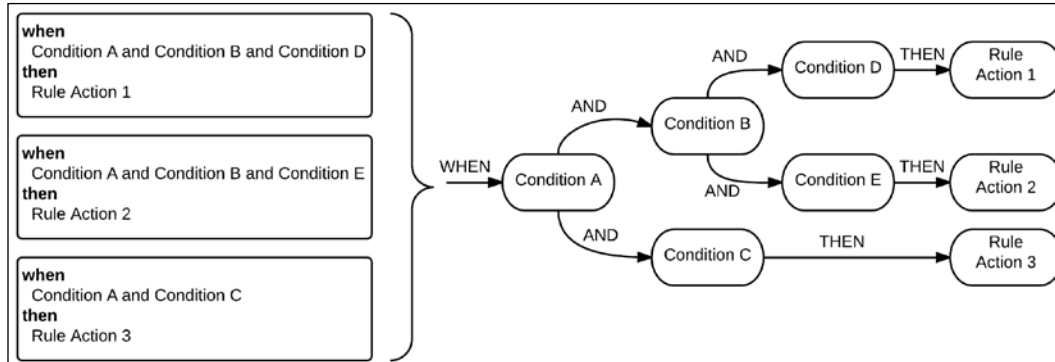 when
Condition A and Condition B and Condition D
then
Rule Action 1
when
Condition A and Condition B and Condition E
then
Rule Action 2
when
Condition A and Condition C
then
Rule Action 3
WHEN
Condition A
AND
Condition B
AND
Condition D
THEN
Rule
Action 1
AND
Condition E
THEN
Rule
Action 2
AND
Condition C
THEN
Rule
Action 3